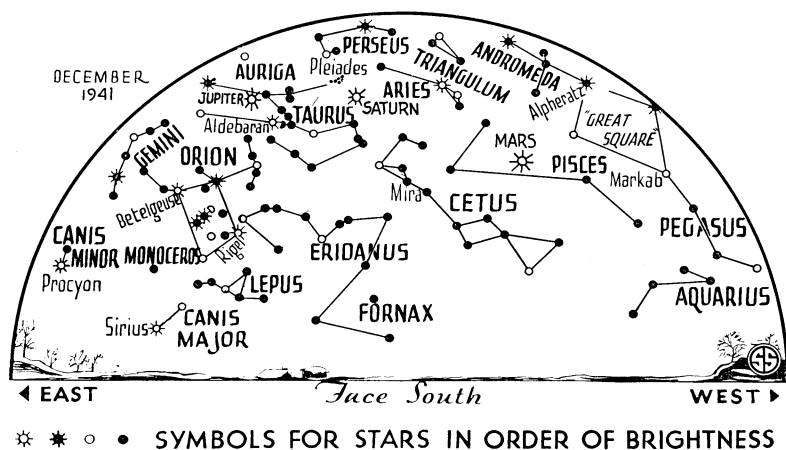 DECEMBER
1941
PERSEUS
Pleiades
AURIGA
JUPITER
TAURUS
Aldebaran
SATURN
ARIES
TRIANGULUM
ANDROMEDA
Alpheratz
"GREAT
SQUARE"
MARS
PISCES
Markab
PEGASUS
AQUARIUS
GEMINI
ORION
Betelgeuse
Rigel
Mira
CETUS
CANIS
MINOR
MONOCEROS
Procyon
LEPUS
ERIDANUS
FORNAX
Sirius
CANIS
MAJOR
EAST
Face South
WEST
SYMBOLS FOR STARS IN ORDER OF BRIGHTNESS